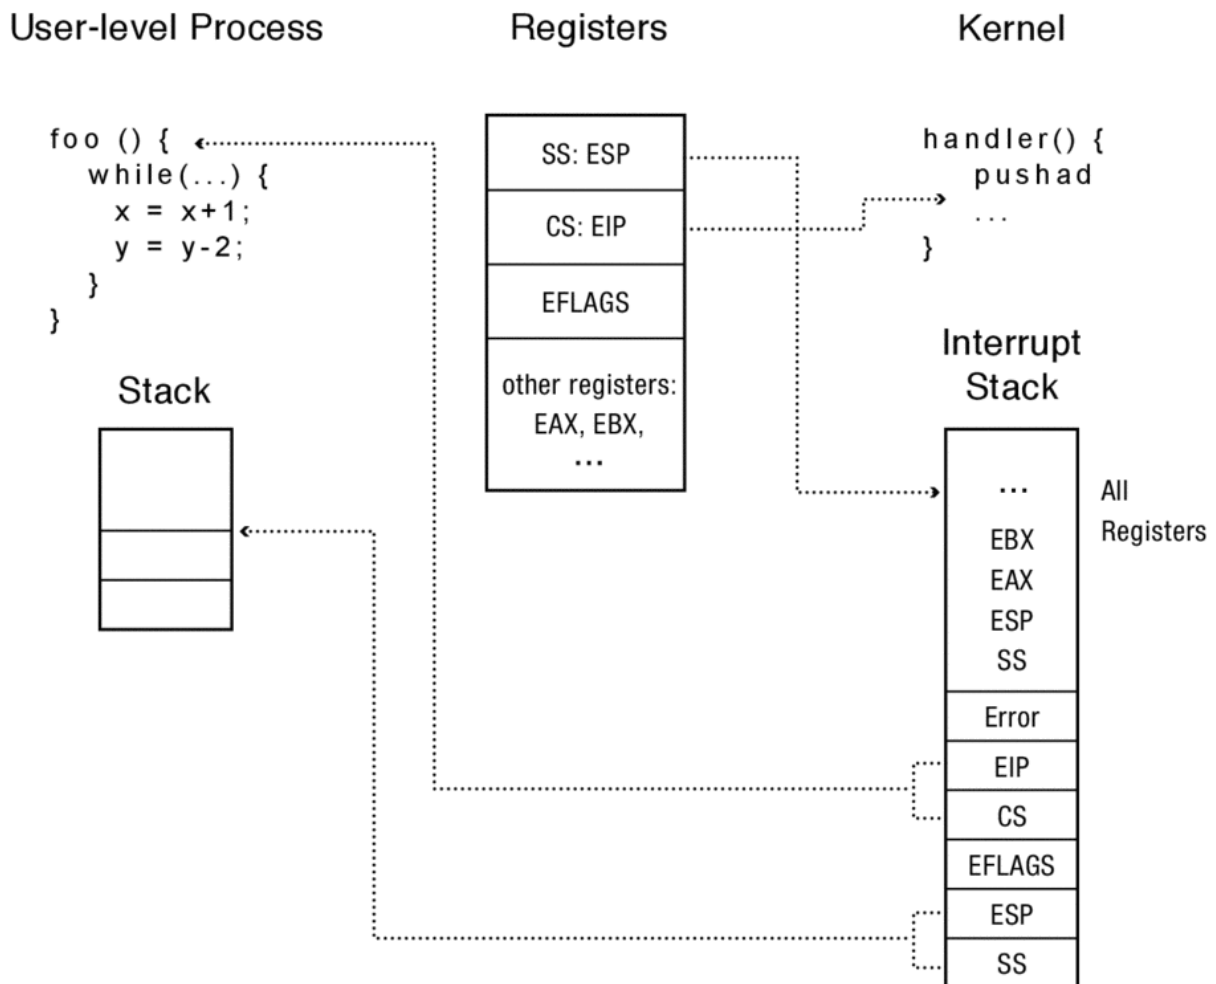 User-level Process
Registers
Kernel
foo () {
while(...) {
x = x+1;
y = y-2;
}
}
Stack
SS: ESP
CS: EIP
EFLAGS
other registers:
EAX, EBX,
...
handler() {
pushad
...
}
Interrupt
Stack
...
EBX
EAX
ESP
SS
Error
EIP
CS
EFLAGS
ESP
SS
All
Registers